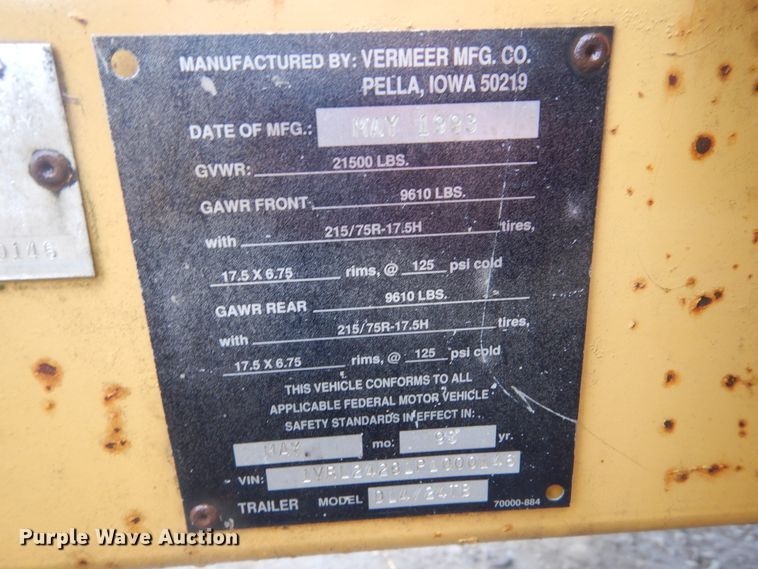 0146
MANUFACTURED BY: VERMEER MFG. CO.
PELLA, IOWA 50219
DATE OF MFG.: MAY 1993
GVWR: 21500 LBS.
GAWR FRONT 9610 LBS.
with 215/75R-17.5H tires,
17.5 X 6.75 rims, @ 125 psi cold
GAWR REAR 9610 LBS.
with 215/75R-17.5H tires,
17.5 X 6.75 rims, @ 125 psi cold
THIS VEHICLE CONFORMS TO ALL
APPLICABLE FEDERAL MOTOR VEHICLE
SAFETY STANDARDS IN EFFECT IN:
MAY mo: 93 yr.
VIN:
TRAILER MODEL D14/24TB
70000-884
Purple Wave Auction